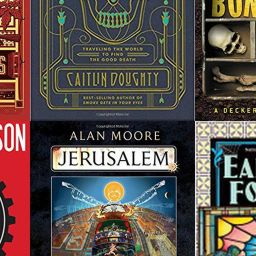 TRAVELING THE WORLD
TO FIND
THE GOOD DEATH
CAITLIN DOUGHTY
BEST-SELLING AUTHOR OF
SMOKE GETS IN YOUR EYES
BON
A DECKER
SON
ALAN MOORE
JERUSALEM
EA
FO